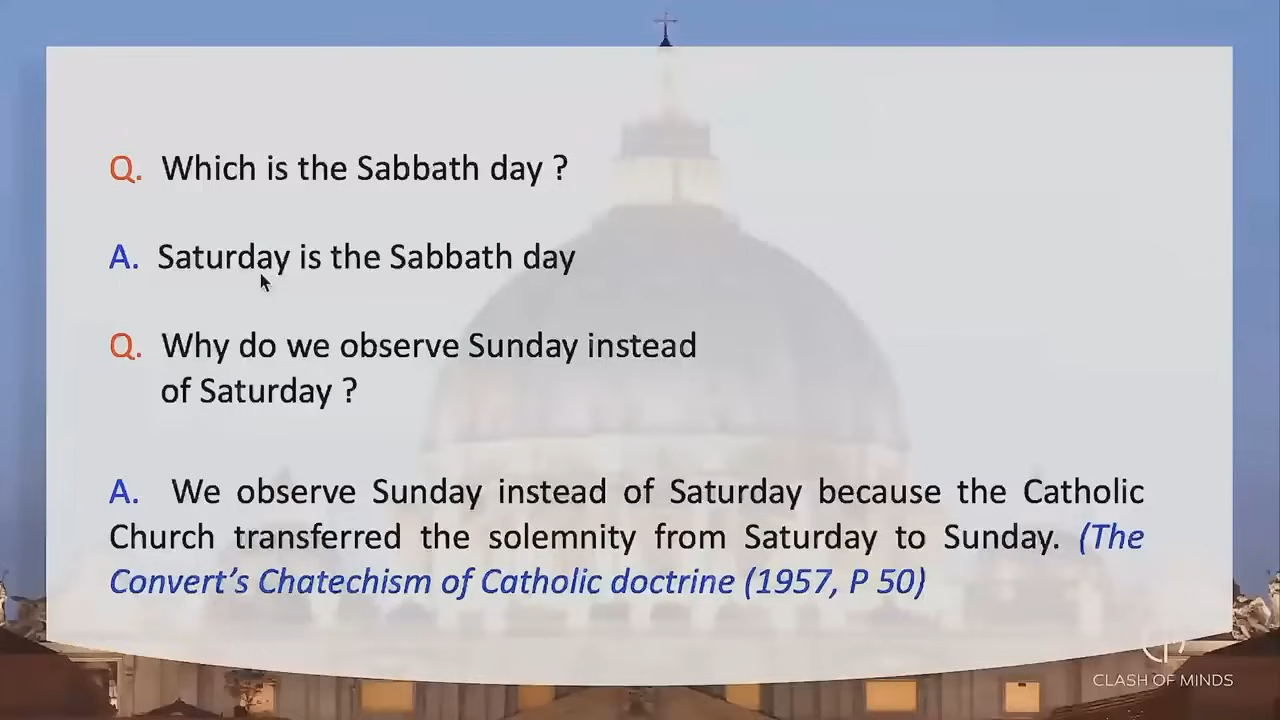 Q. Which is the Sabbath day ?
A. Saturday is the Sabbath day
Q. Why do we observe Sunday instead
of Saturday ?
A. We observe Sunday instead of Saturday because the Catholic
Church transferred the solemnity from Saturday to Sunday. (The
Convert’s Chatechism of Catholic doctrine (1957, P 50)
CLASH OF MINDS